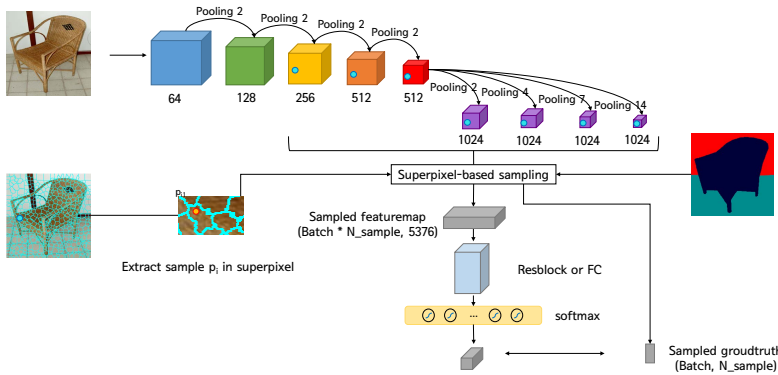 Pooling 2
Pooling 2
Pooling 2
Pooling 2
64
128
256
512
512
Pooling 2
Pooling 4
Pooling 7
Pooling 14
1024
1024
1024
1024
Superpixel-based sampling
Sampled featuremap
(Batch * N_sample, 5376)
Extract sample pi in superpixel
Resblock or FC
...
softmax
Sampled groudtruth
(Batch, N_sample)